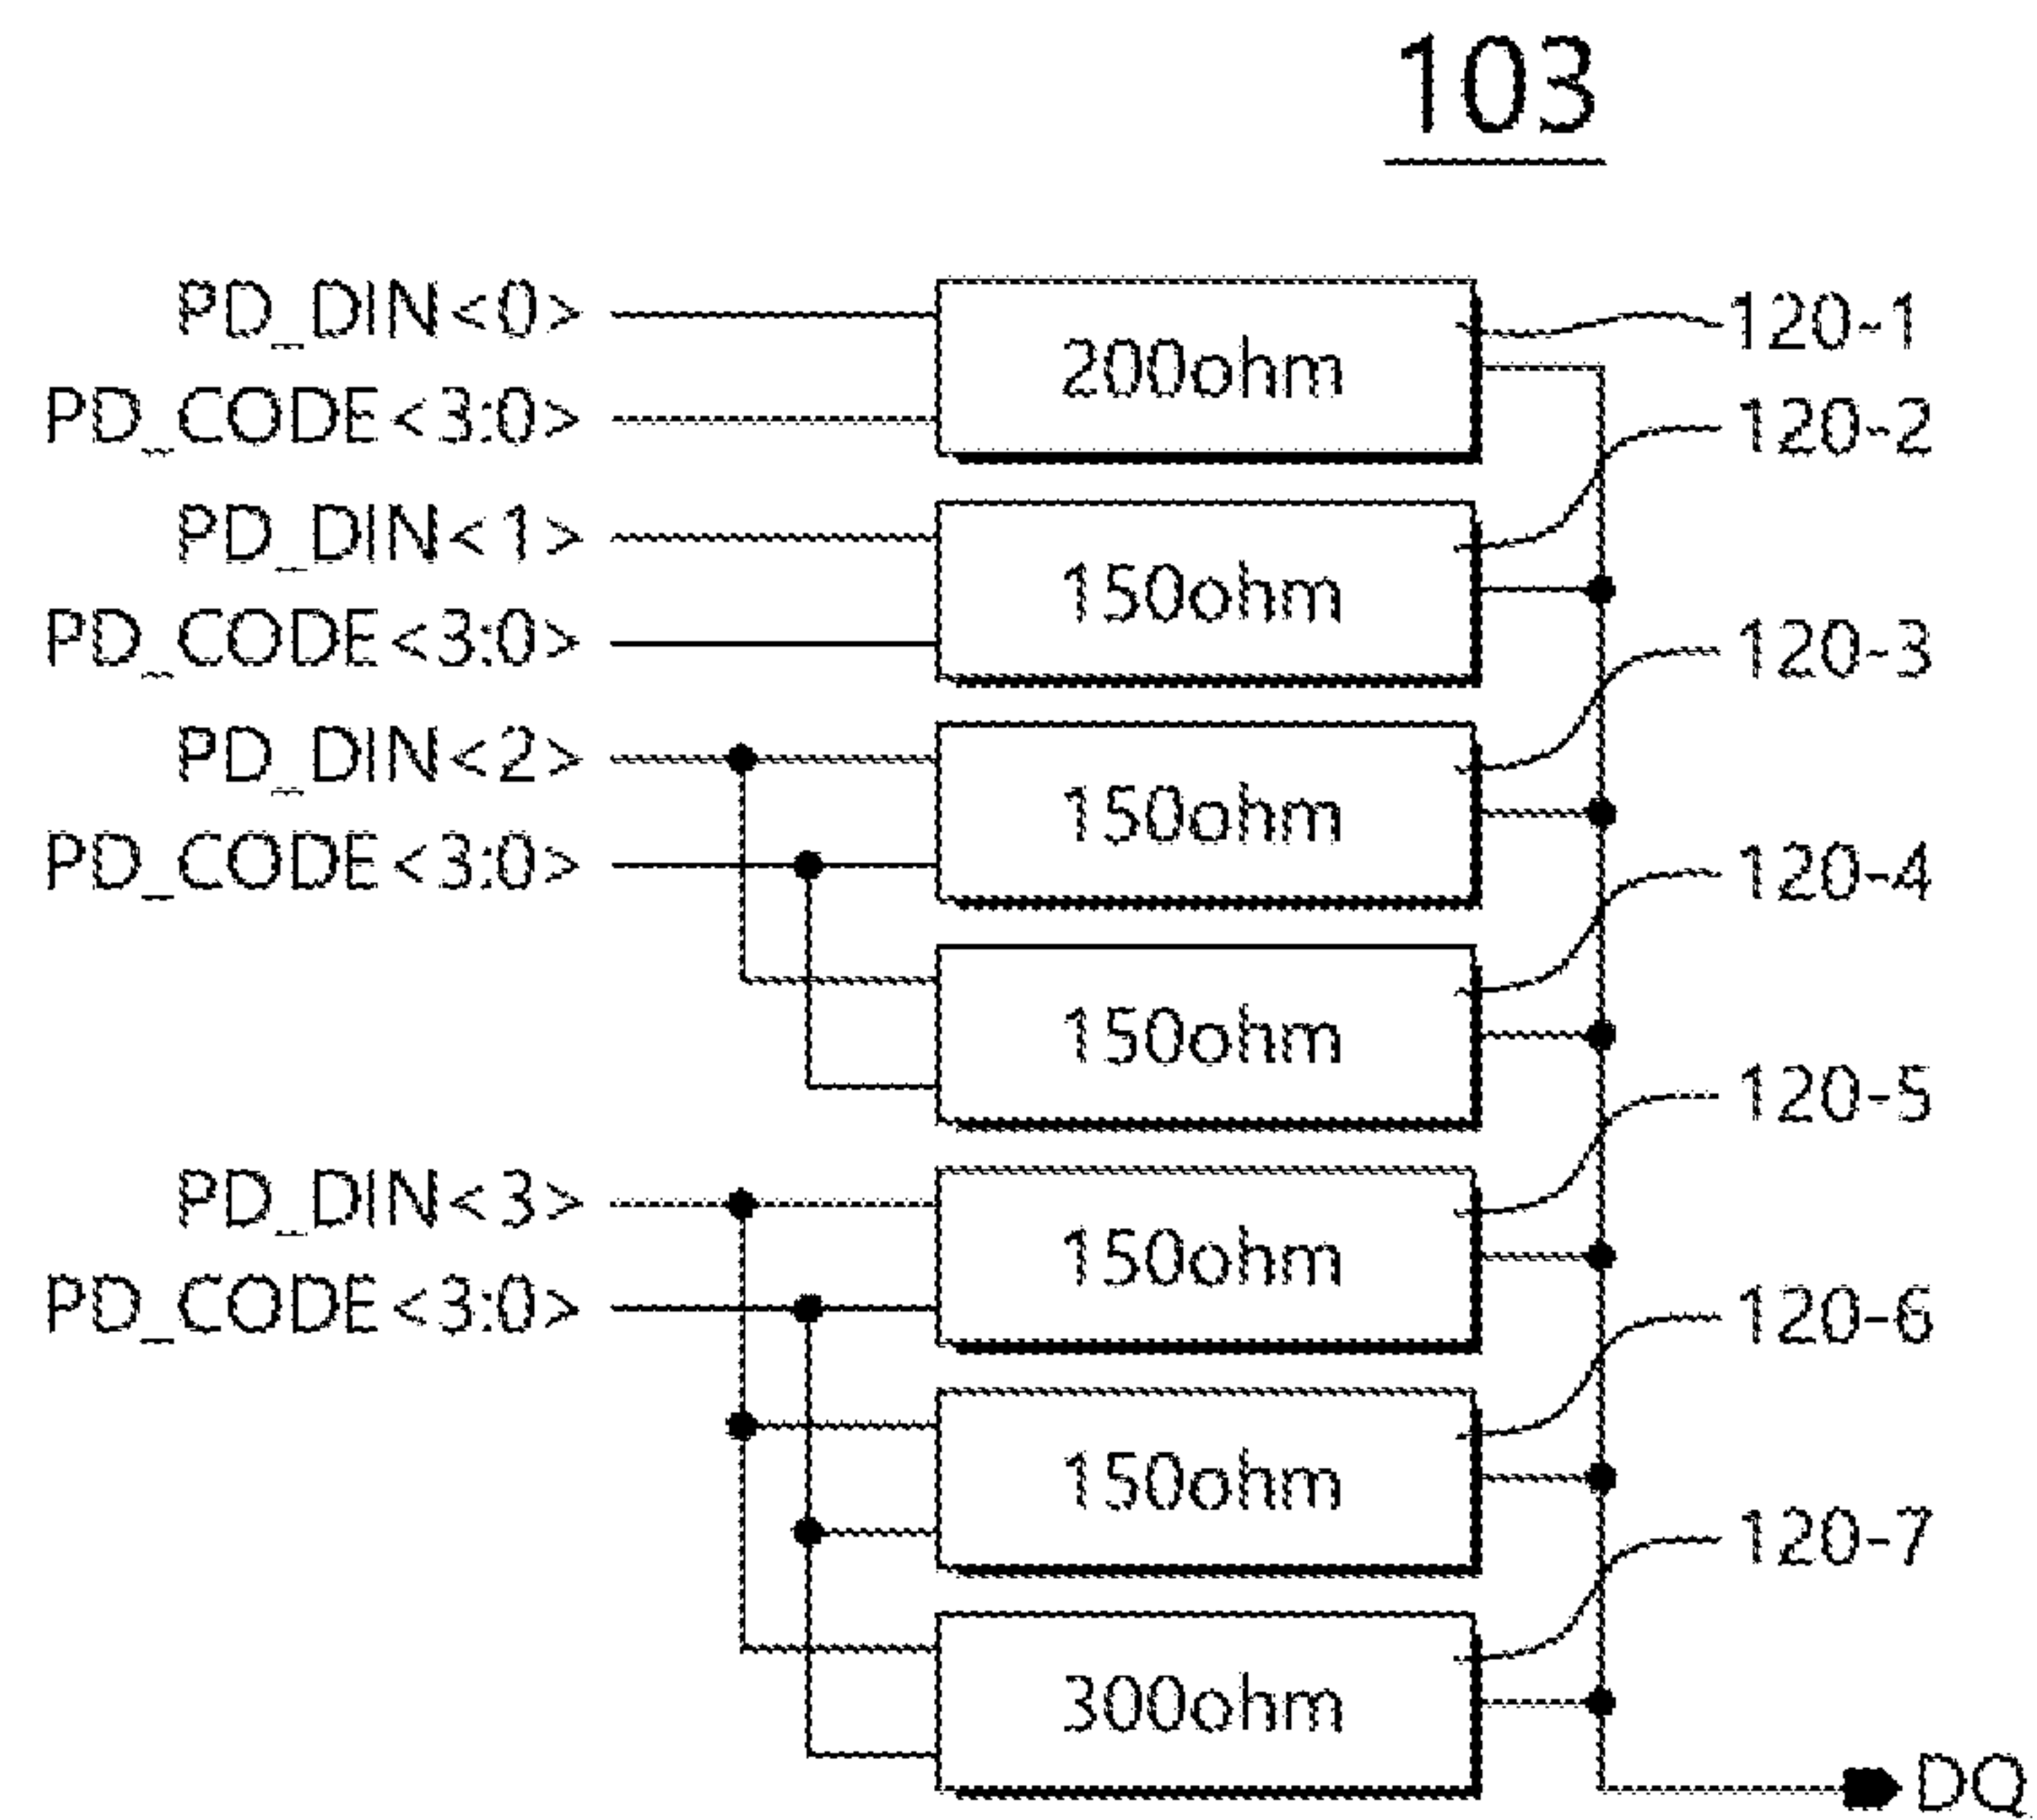 103
PD_DIN<0>
200ohm
120-1
PD_CODE<3:0>
120-2
PD_DIN<1>
150ohm
PD_CODE<3:0>
120-3
PD_DIN<2>
150ohm
PD_CODE<3:0>
120-4
150ohm
120-5
PD_DIN<3>
150ohm
PD_CODE<3:0>
120-6
150ohm
120-7
300ohm
DQ